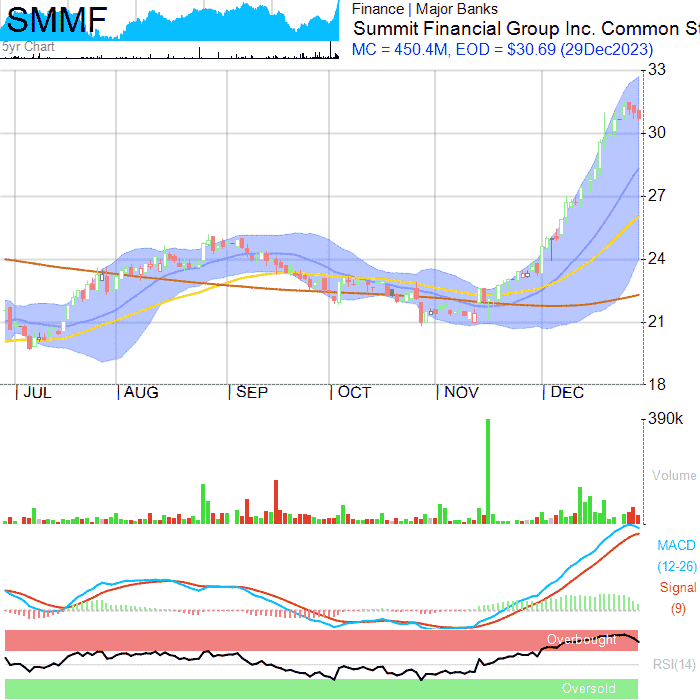 SMMF
5yr Chart
Finance | Major Banks
Summit Financial Group Inc. Common St
MC = 450.4M, EOD = $30.69 (29Dec2023)
33
30
27
24
21
18
| JUL | AUG | SEP | OCT | NOV | DEC
390k
Volume
MACD
(12-26)
Signal
(9)
Overbought
RSI(14)
Oversold